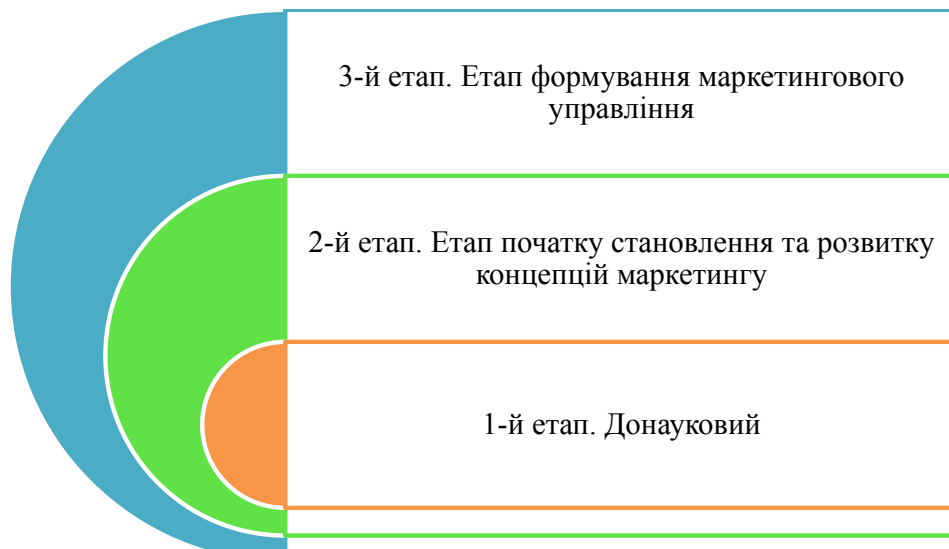 3-й етап. Етап формування маркетингового
управління
2-й етап. Етап початку становлення та розвитку
концепцій маркетингу
1-й етап. Донауковий